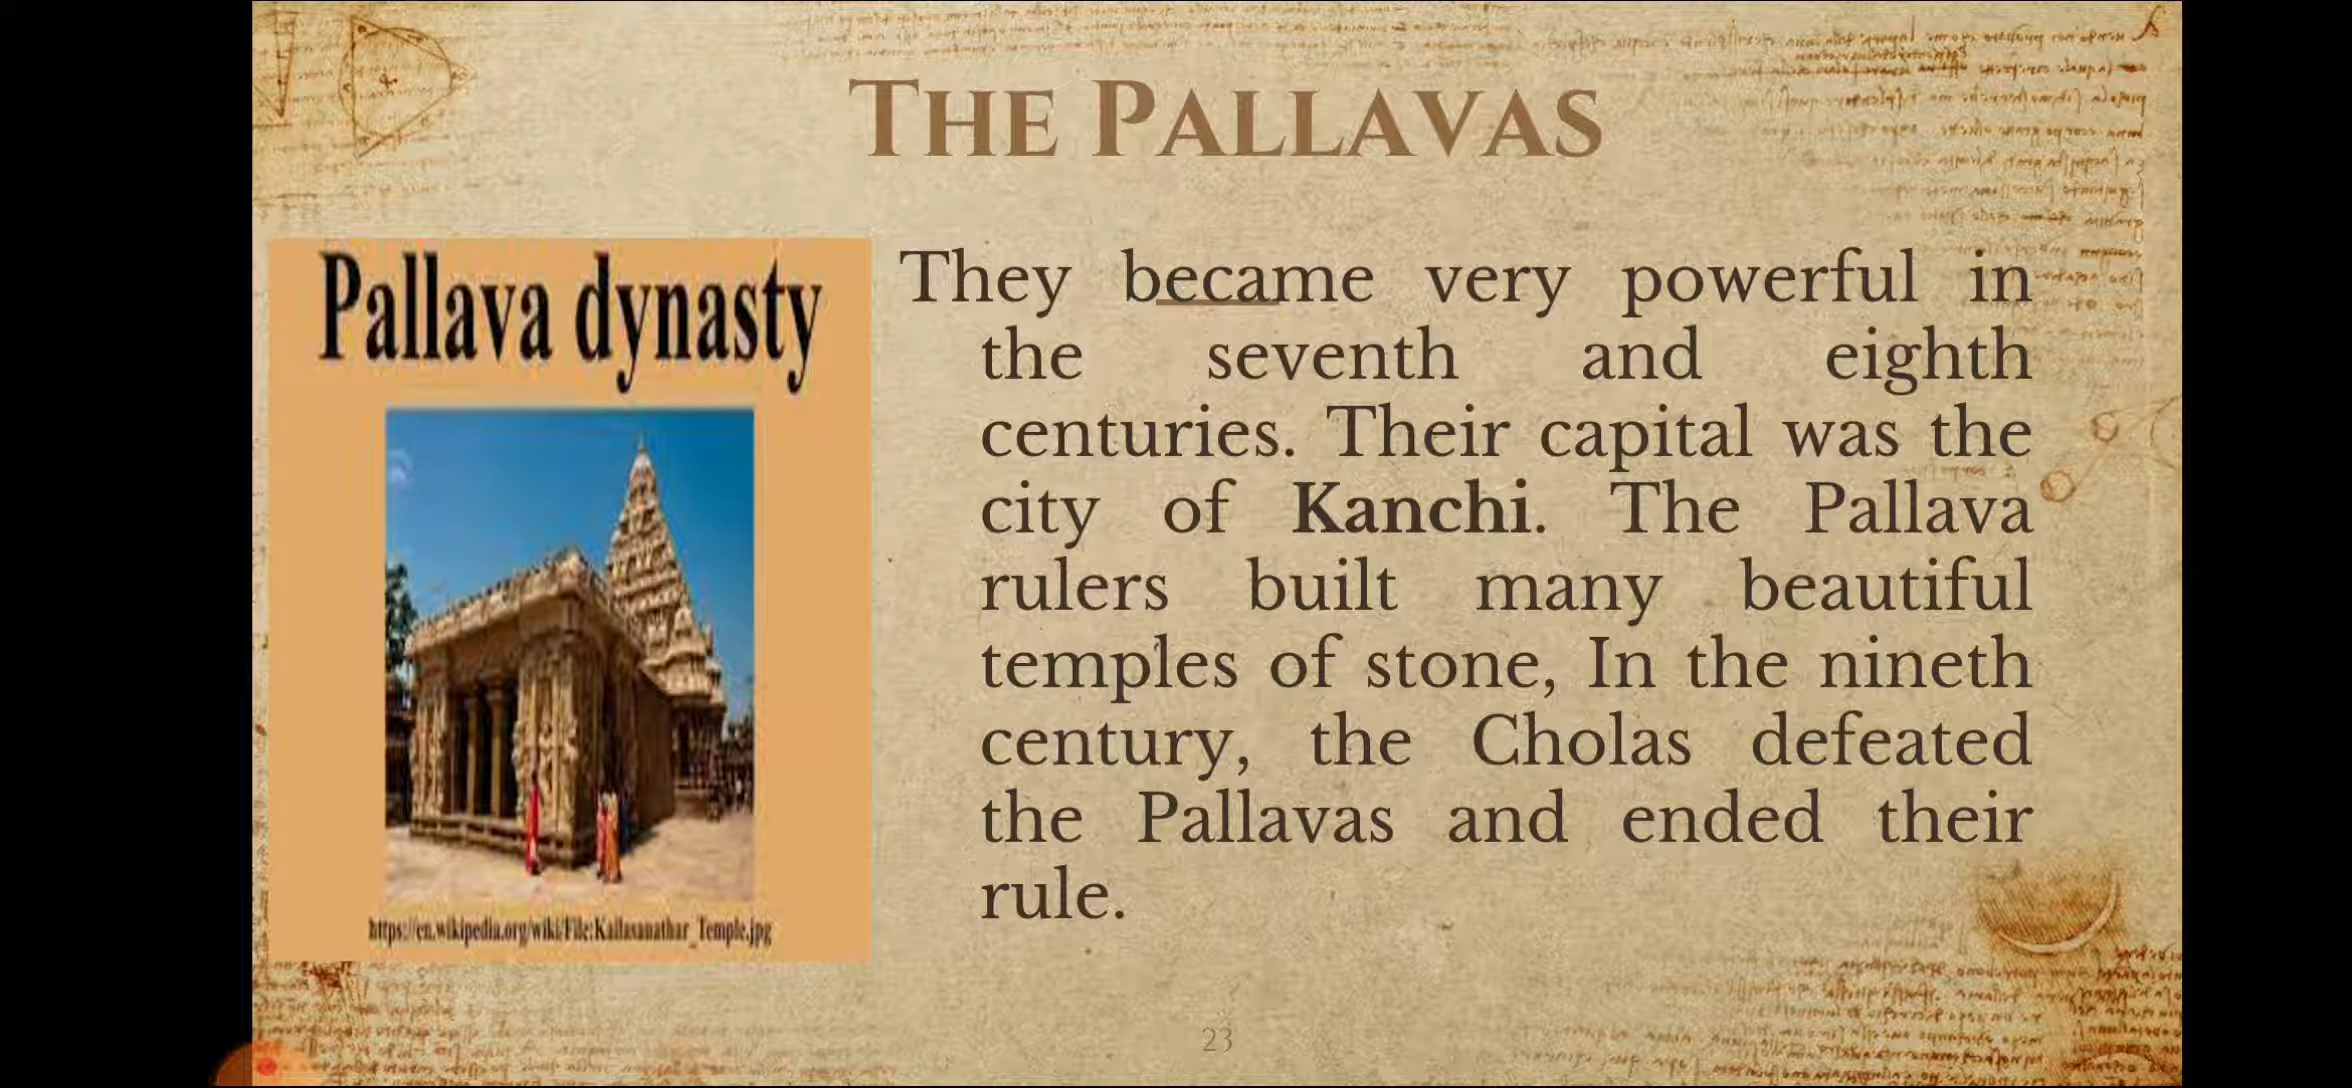 THE PALLAVAS
Pallava dynasty
https://en.wikipedia.org/wiki/File:Kailasanathar_Temple.jpg
They became very powerful in
the seventh and eighth
centuries. Their capital was the
city of Kanchi. The Pallava
rulers built many beautiful
temples of stone, In the nineth
century, the Cholas defeated
the Pallavas and ended their
rule.
23